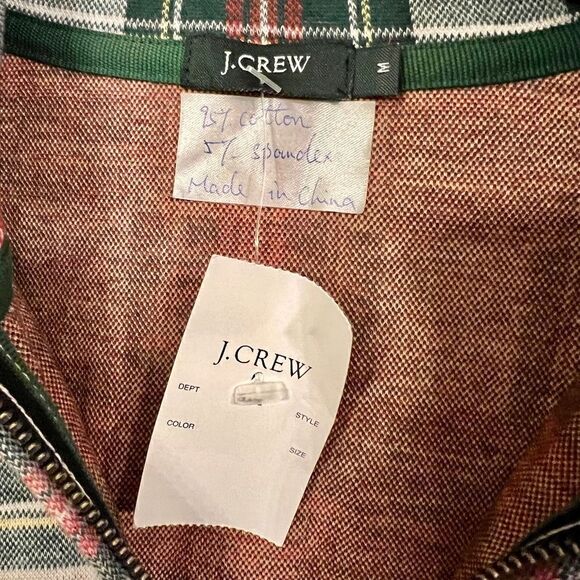 J.CREW
M
95% cotton
5% spandex
Made in China
J.CREW
DEPT
STYLE
COLOR
SIZE